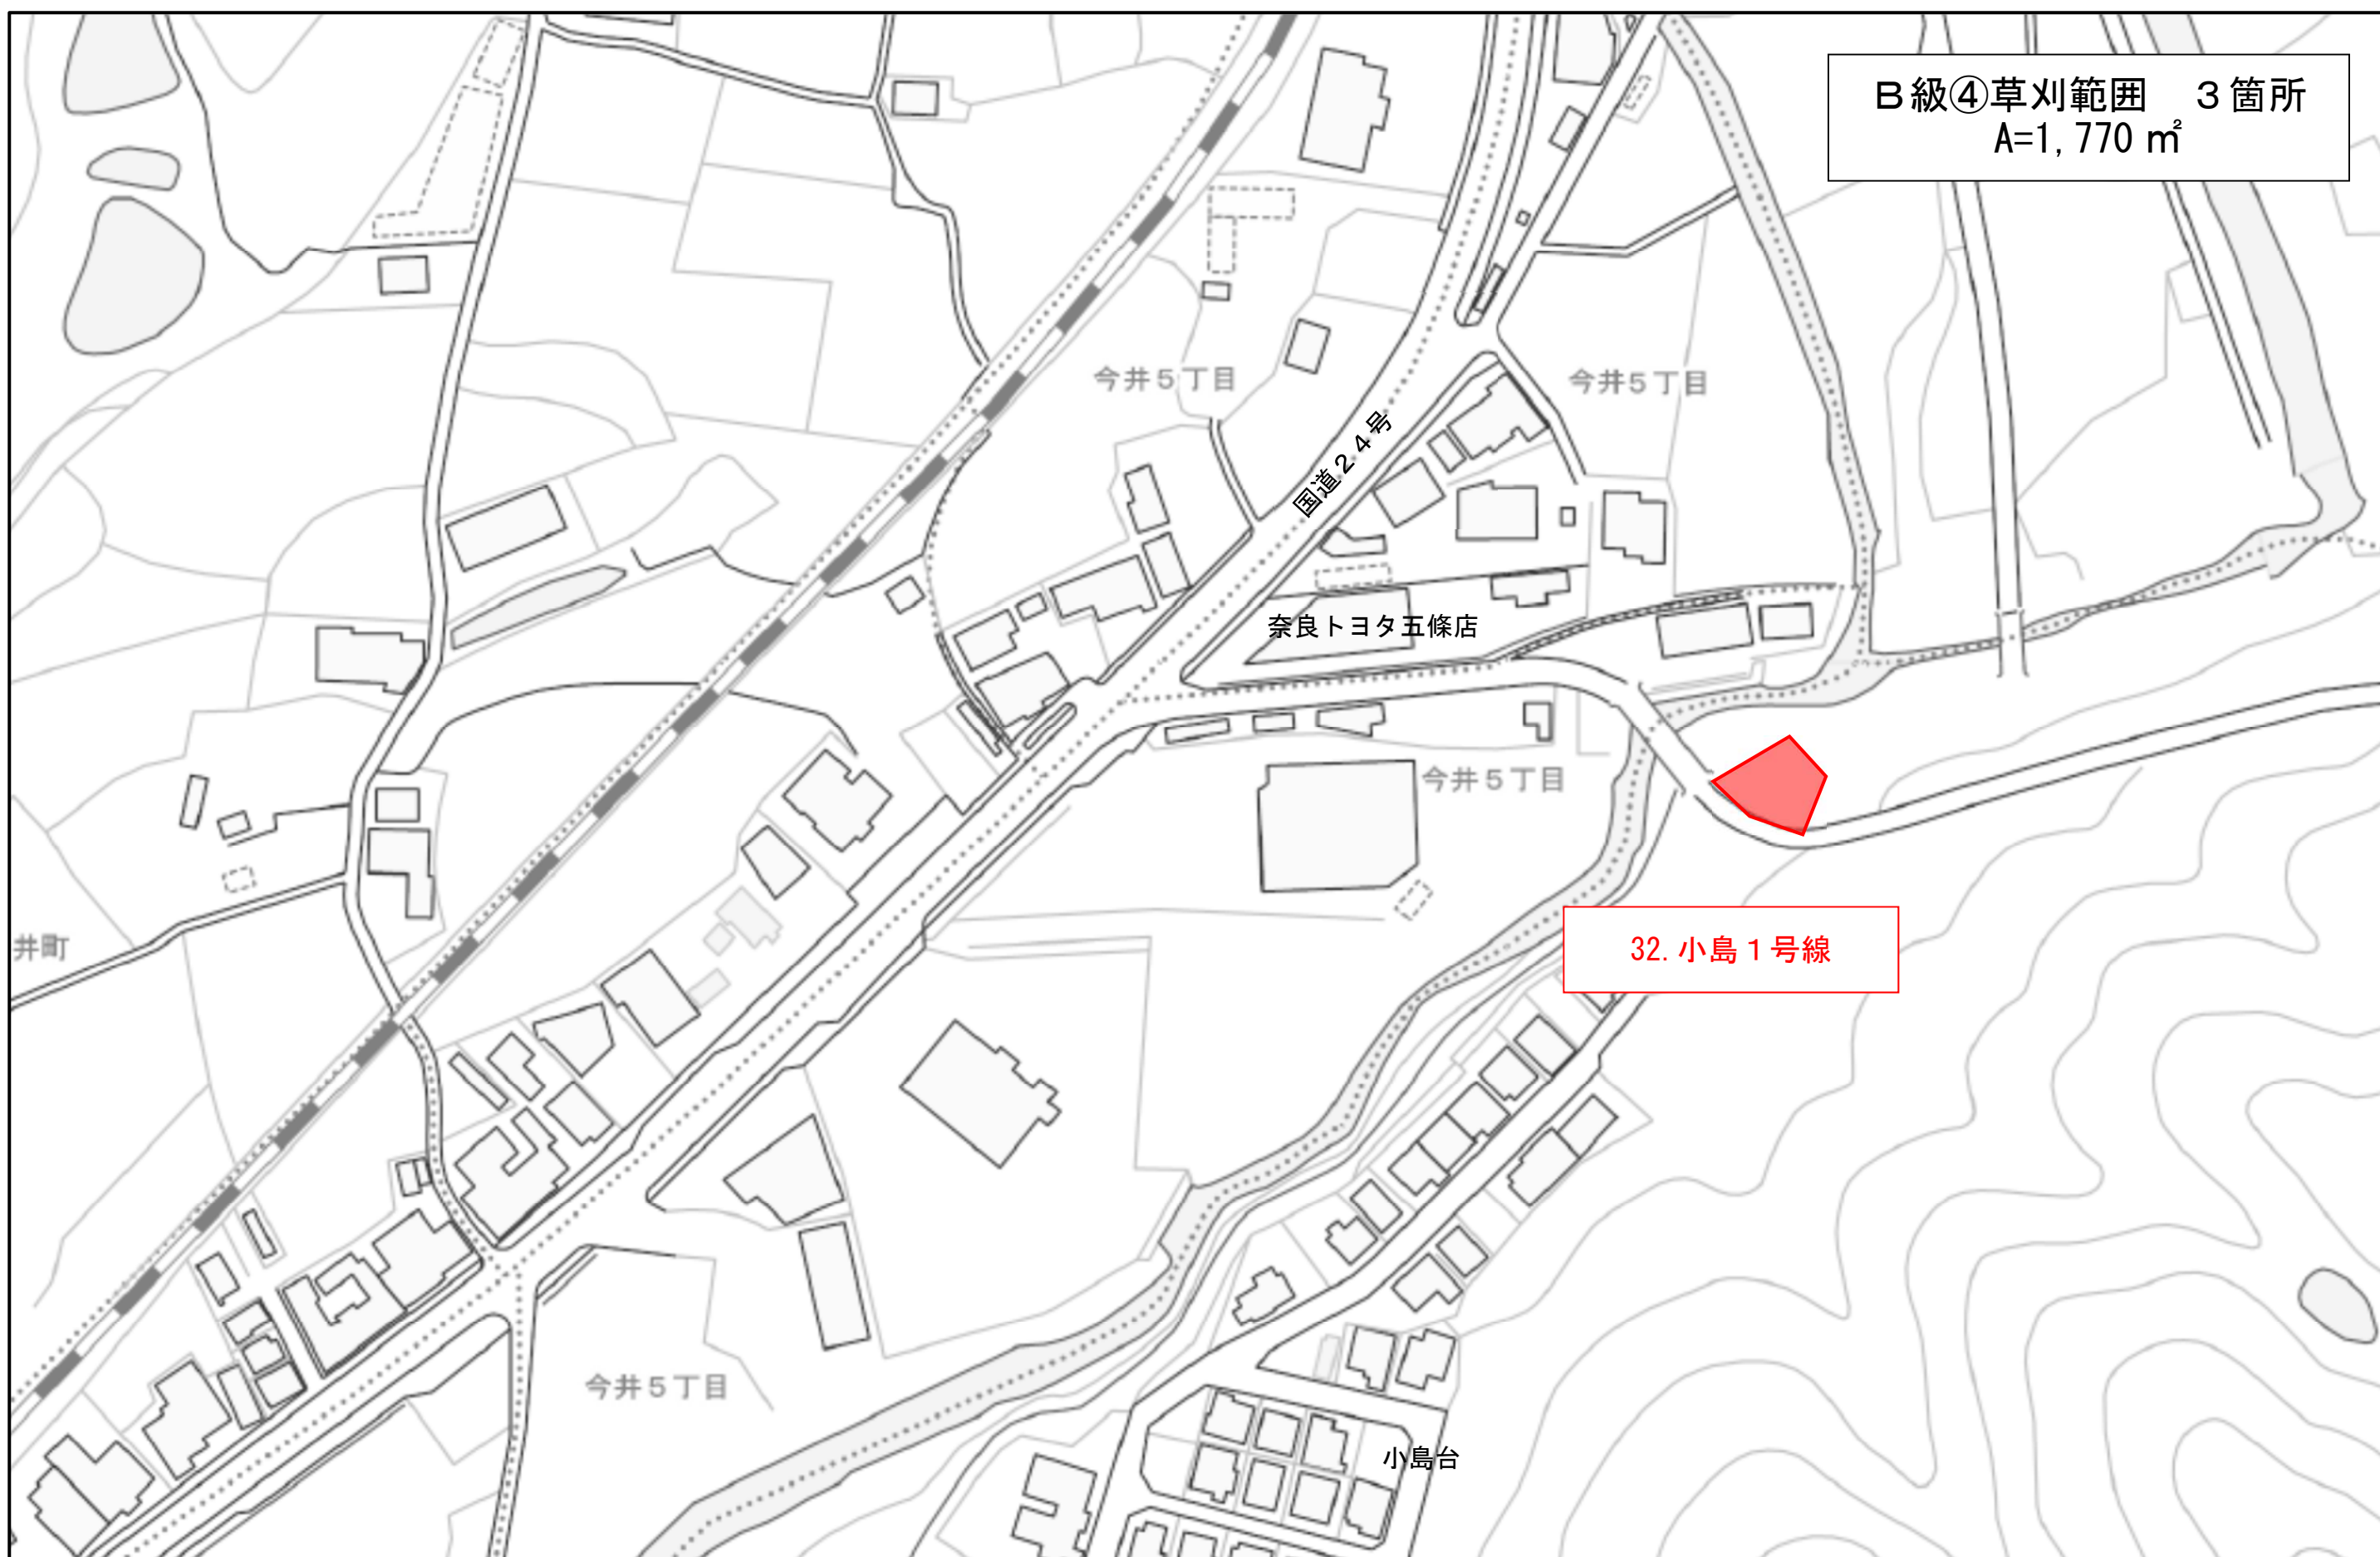 Ｂ級④草刈範囲　３箇所
A=1,770 ㎡
今井５丁目
今井５丁目
国道２４号
奈良トヨタ五條店
今井５丁目
井町
32.小島１号線
今井５丁目
小島台